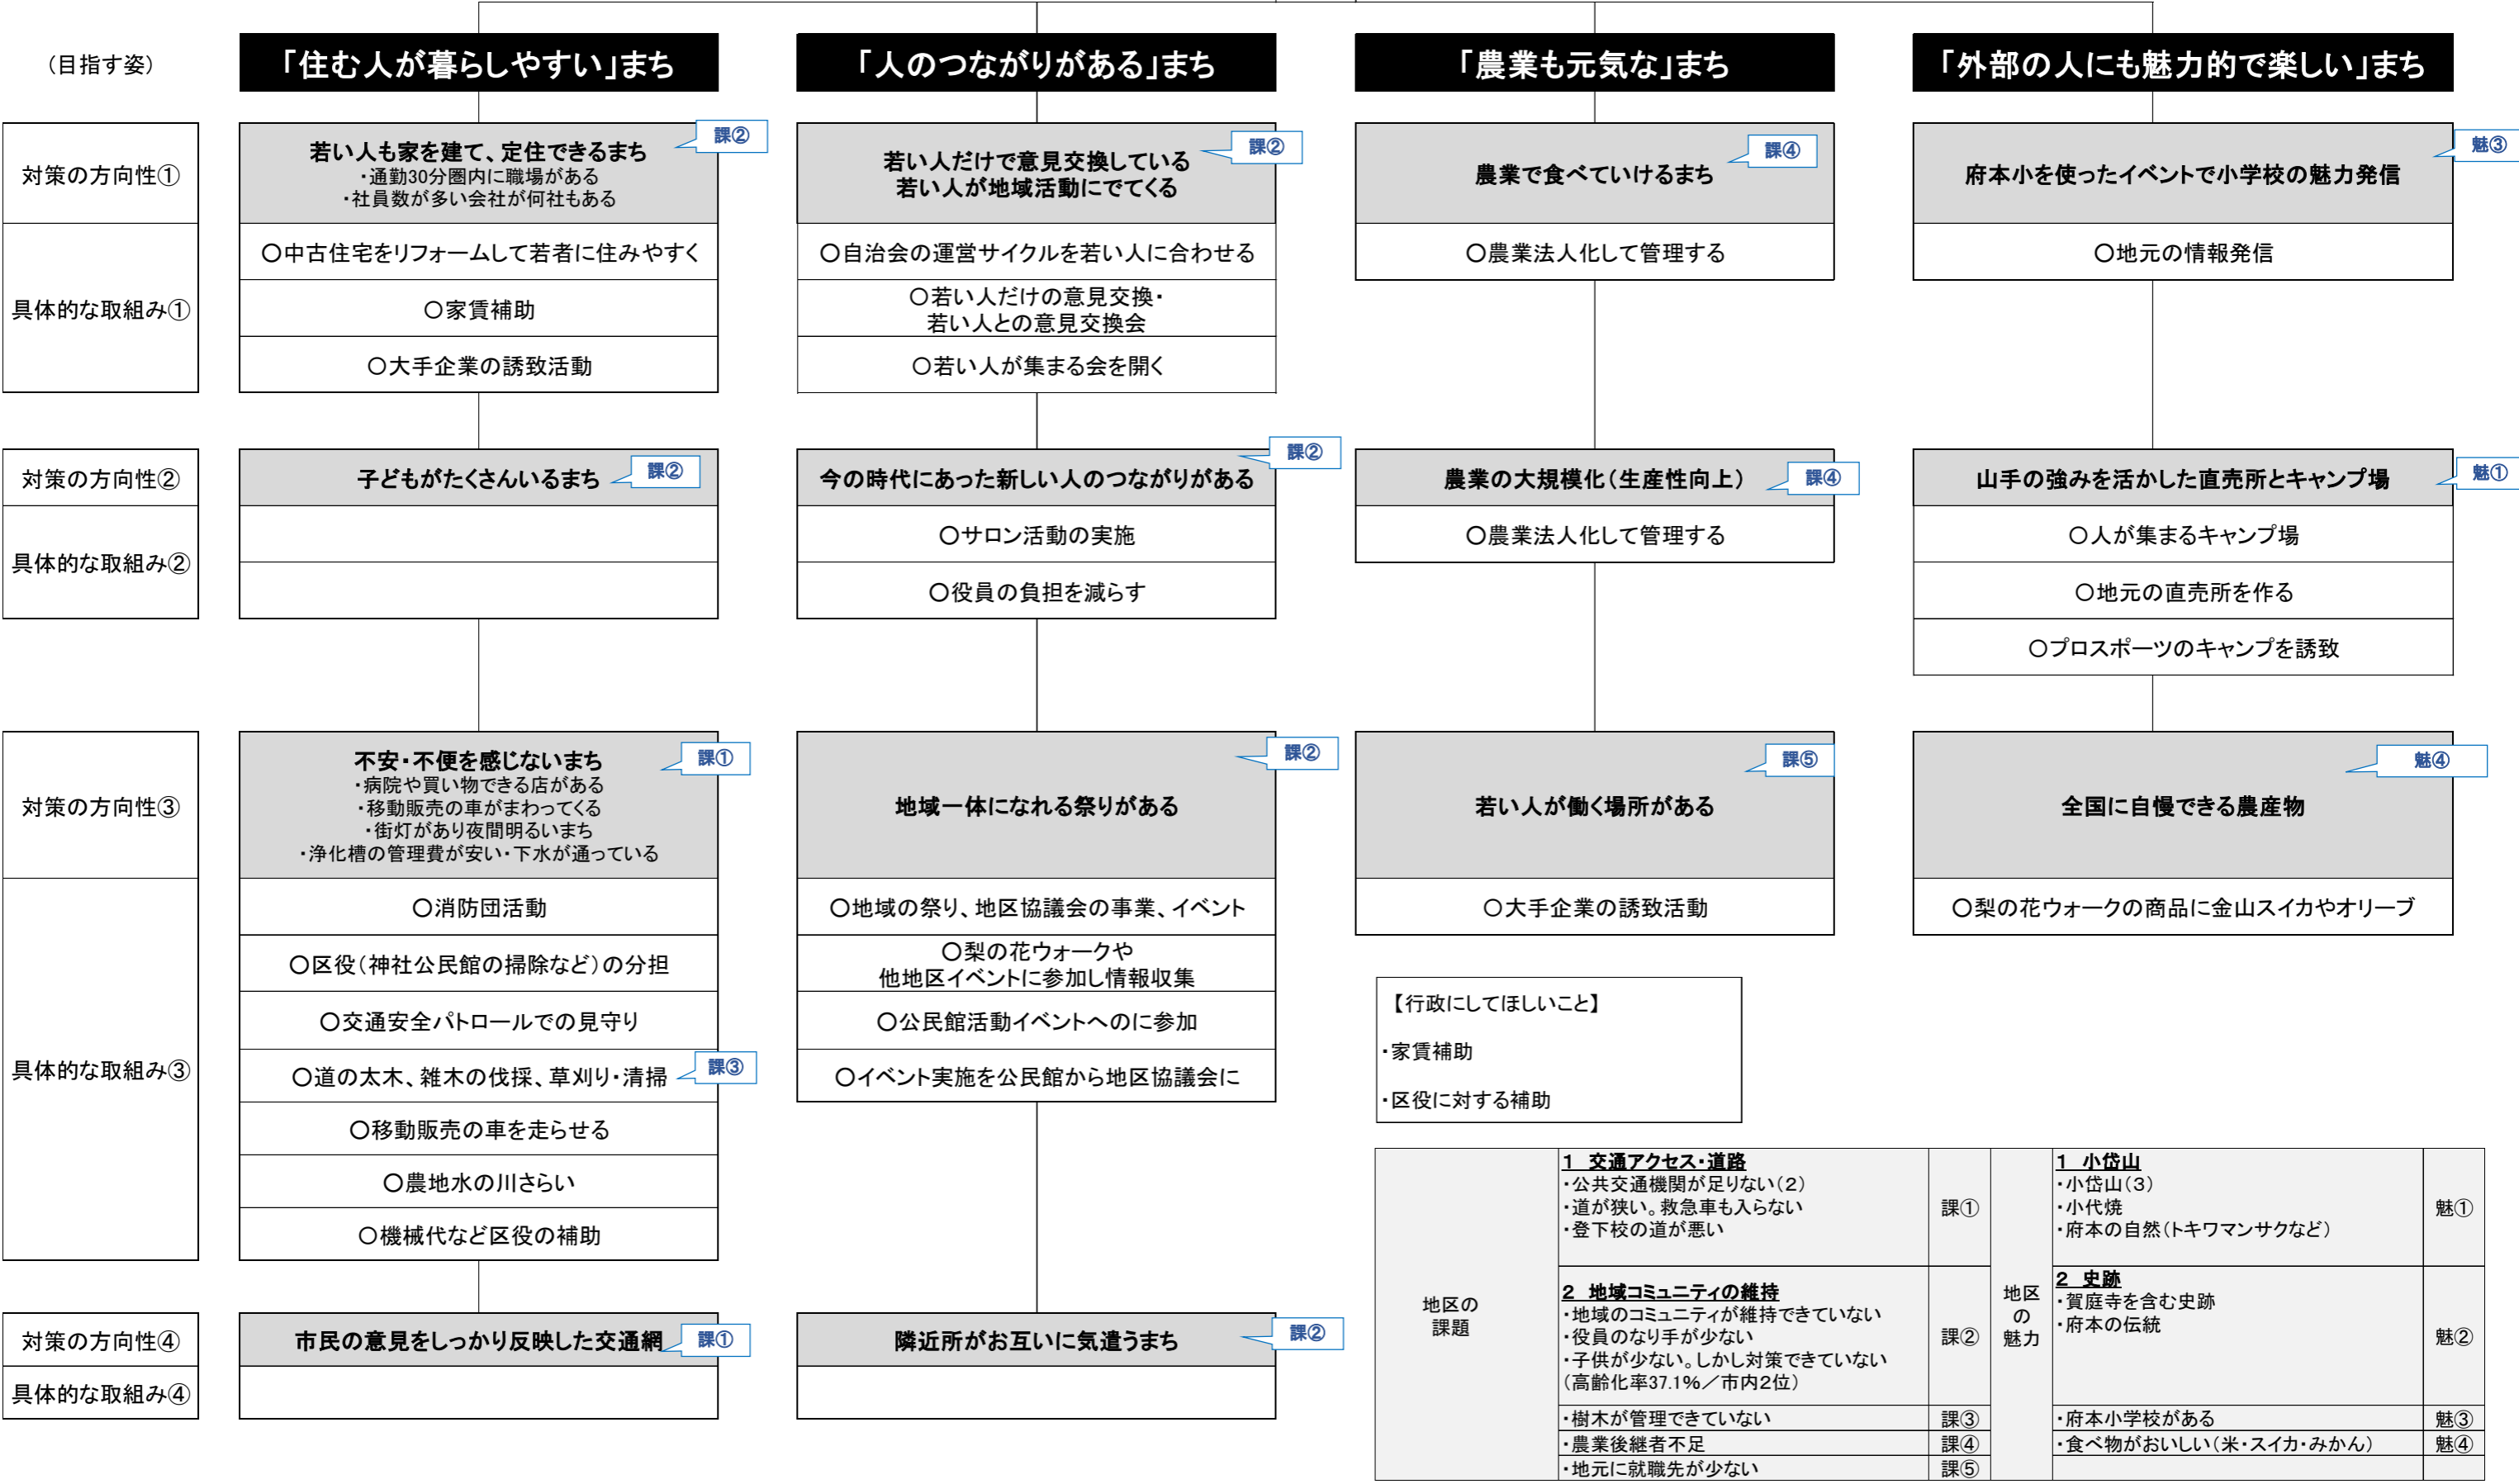 (目指す姿)
「住む人が暮らしやすい」まち
「人のつながりがある」まち
「農業も元気な」まち
「外部の人にも魅力的で楽しい」まち
対策の方向性①
若い人も家を建て、定住できるまち
・通勤30分圏内に職場がある
・社員数が多い会社が何社もある
課②
若い人だけで意見交換している
若い人が地域活動にでてくる
課②
農業で食べていけるまち
課④
府本小を使ったイベントで小学校の魅力発信
魅③
具体的な取組み①
○中古住宅をリフォームして若者に住みやすく
○家賃補助
○大手企業の誘致活動
○自治会の運営サイクルを若い人に合わせる
○若い人だけの意見交換・
若い人との意見交換会
○若い人が集まる会を開く
○農業法人化して管理する
○地元の情報発信
対策の方向性②
子どもがたくさんいるまち
課②
今の時代にあった新しい人のつながりがある
課②
農業の大規模化(生産性向上)
課④
山手の強みを活かした直売所とキャンプ場
魅①
具体的な取組み②
○サロン活動の実施
○役員の負担を減らす
○農業法人化して管理する
○人が集まるキャンプ場
○地元の直売所を作る
○プロスポーツのキャンプを誘致
対策の方向性③
不安・不便を感じないまち
・病院や買い物できる店がある
・移動販売の車がまわってくる
・街灯があり夜間明るいまち
・浄化槽の管理費が安い・下水が通っている
課①
地域一体になれる祭りがある
課②
若い人が働く場所がある
課⑤
全国に自慢できる農産物
魅④
具体的な取組み③
○消防団活動
○区役(神社公民館の掃除など)の分担
○交通安全パトロールでの見守り
○道の太木、雑木の伐採、草刈り・清掃
課③
○移動販売の車を走らせる
○農地水の川さらい
○機械代など区役の補助
○地域の祭り、地区協議会の事業、イベント
○梨の花ウォークや
他地区イベントに参加し情報収集
○公民館活動イベントへのに参加
○イベント実施を公民館から地区協議会に
○大手企業の誘致活動
○梨の花ウォークの商品に金山スイカやオリーブ
対策の方向性④
市民の意見をしっかり反映した交通網
課①
隣近所がお互いに気遣うまち
課②
具体的な取組み④
【行政にしてほしいこと】
・家賃補助
・区役に対する補助
地区の
課題
1 交通アクセス・道路
・公共交通機関が足りない(2)
・道が狭い。救急車も入らない
・登下校の道が悪い
課①
2 地域コミュニティの維持
・地域のコミュニティが維持できていない
・役員のなり手が少ない
・子供が少ない。しかし対策できていない
(高齢化率37.1%/市内2位)
課②
・樹木が管理できていない
課③
・農業後継者不足
課④
・地元に就職先が少ない
課⑤
地区
の
魅力
1 小岱山
・小岱山(3)
・小代焼
・府本の自然(トキワマンサクなど)
魅①
2 史跡
・賀庭寺を含む史跡
・府本の伝統
魅②
・府本小学校がある
魅③
・食べ物がおいしい(米・スイカ・みかん)
魅④